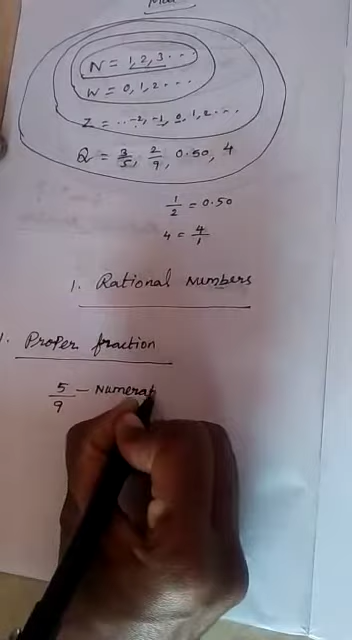 N = 1, 2, 3 ...
W = 0, 1, 2 ...
Z = ... -2, -1, 0, 1, 2 ...
Q = 3/5, 2/9, 0.50, 4
1/2 = 0.50
4 = 4/1
1. Rational Numbers
1. Proper fraction
5/9 - Numerat